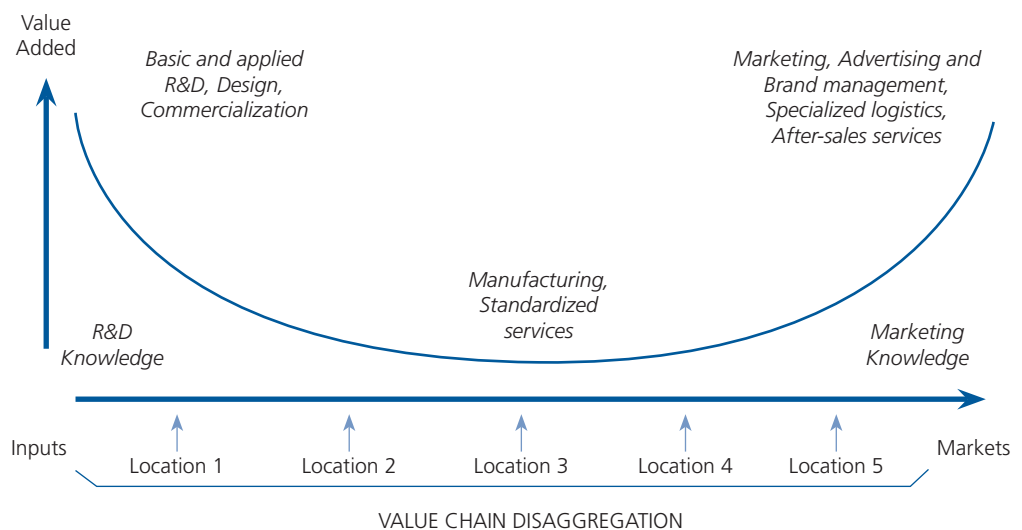 Value
Added
Basic and applied
R&D, Design,
Commercialization
Marketing, Advertising and
Brand management,
Specialized logistics,
After-sales services
Manufacturing,
Standardized
services
R&D
Knowledge
Marketing
Knowledge
Inputs
Location 1
Location 2
Location 3
Location 4
Location 5
Markets
VALUE CHAIN DISAGGREGATION